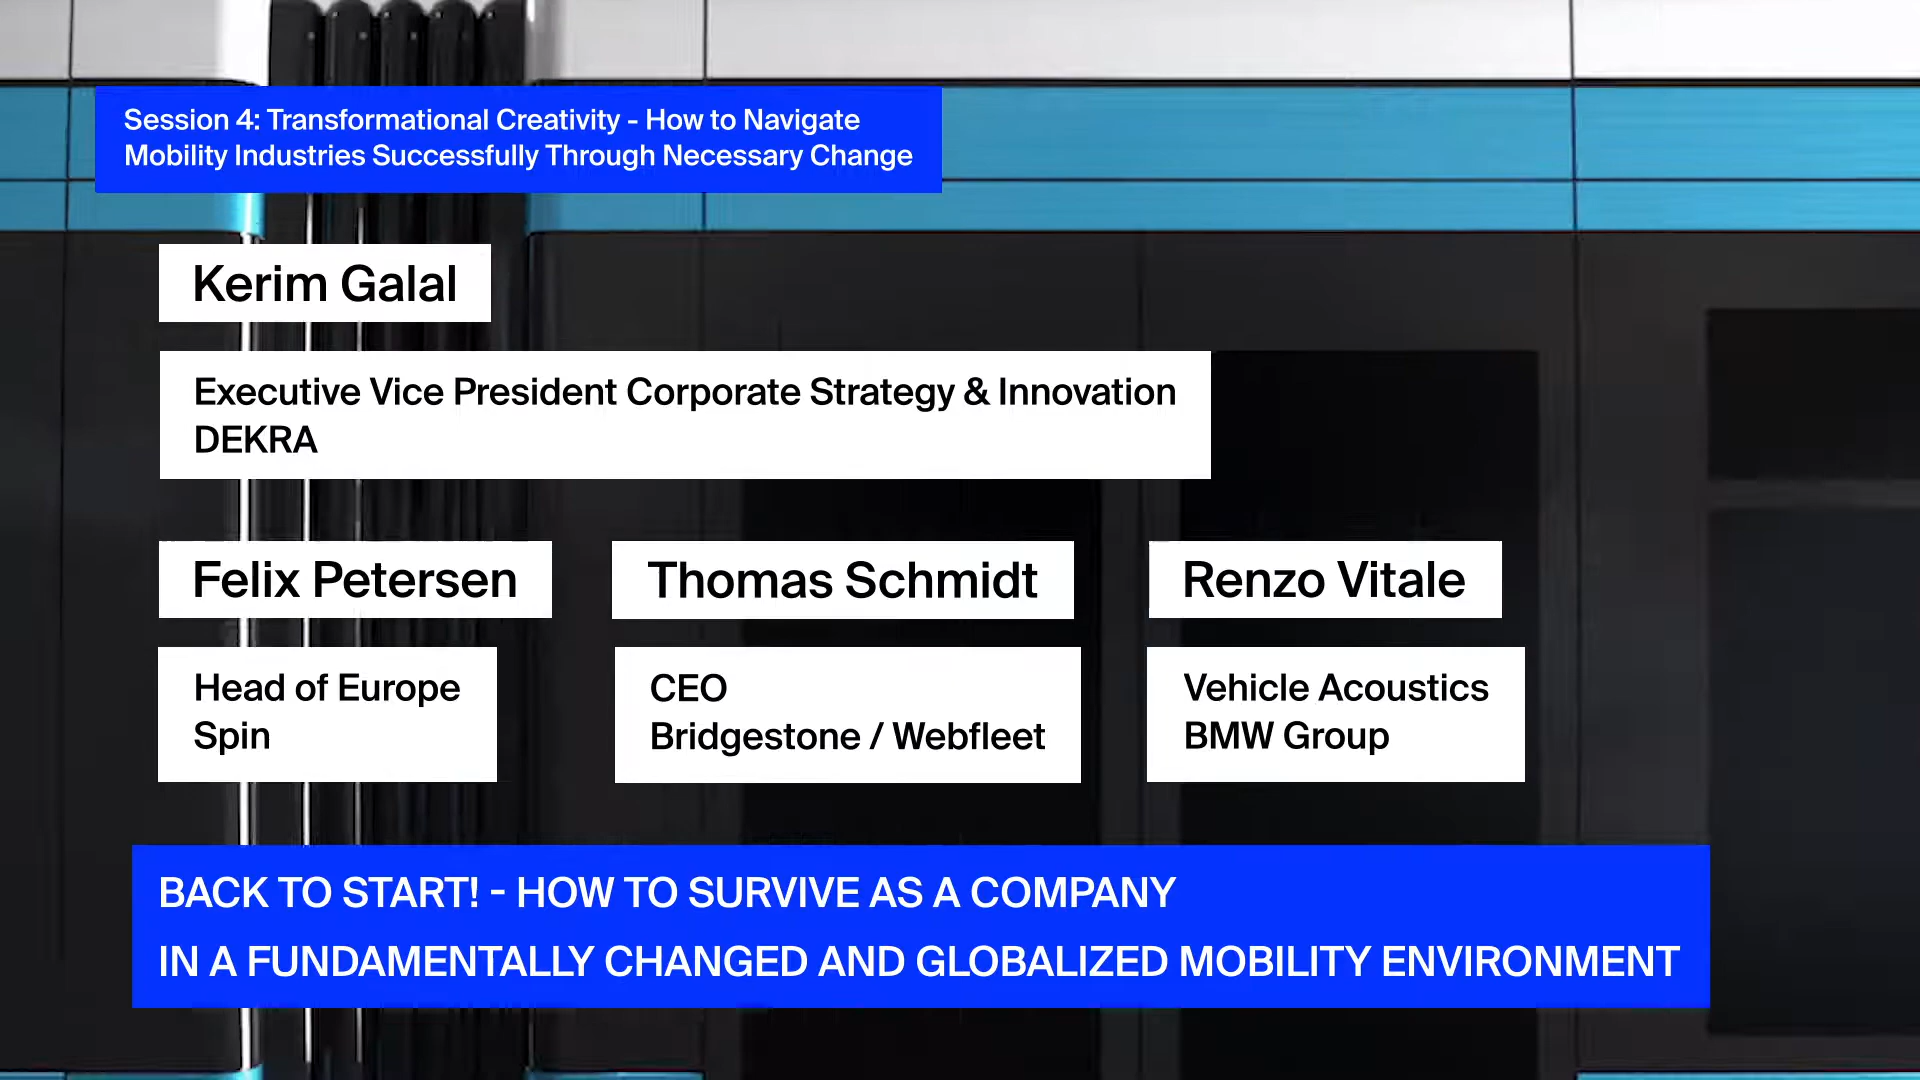 Session 4: Transformational Creativity - How to Navigate
Mobility Industries Successfully Through Necessary Change
Kerim Galal
Executive Vice President Corporate Strategy & Innovation
DEKRA
Felix Petersen
Head of Europe
Spin
Thomas Schmidt
CEO
Bridgestone / Webfleet
Renzo Vitale
Vehicle Acoustics
BMW Group
BACK TO START! - HOW TO SURVIVE AS A COMPANY
IN A FUNDAMENTALLY CHANGED AND GLOBALIZED MOBILITY ENVIRONMENT